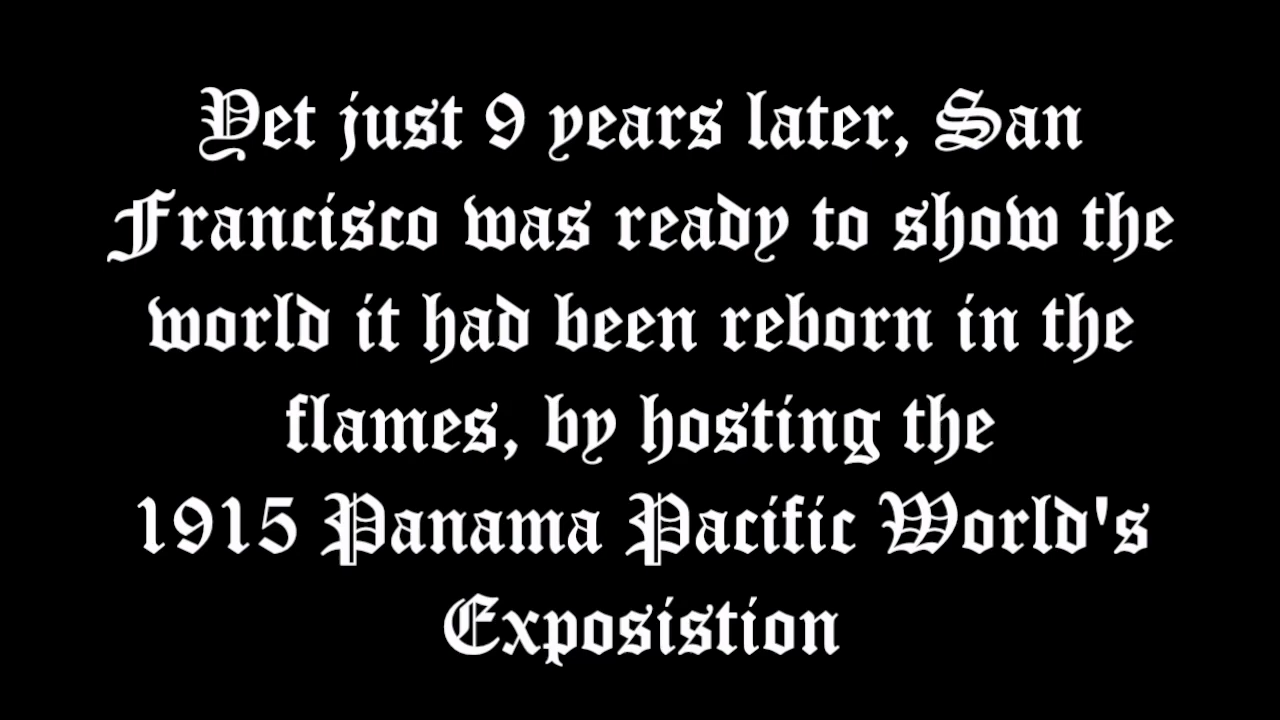 Yet just 9 years later, San
Francisco was ready to show the
world it had been reborn in the
flames, by hosting the
1915 Panama Pacific World's
Exposistion